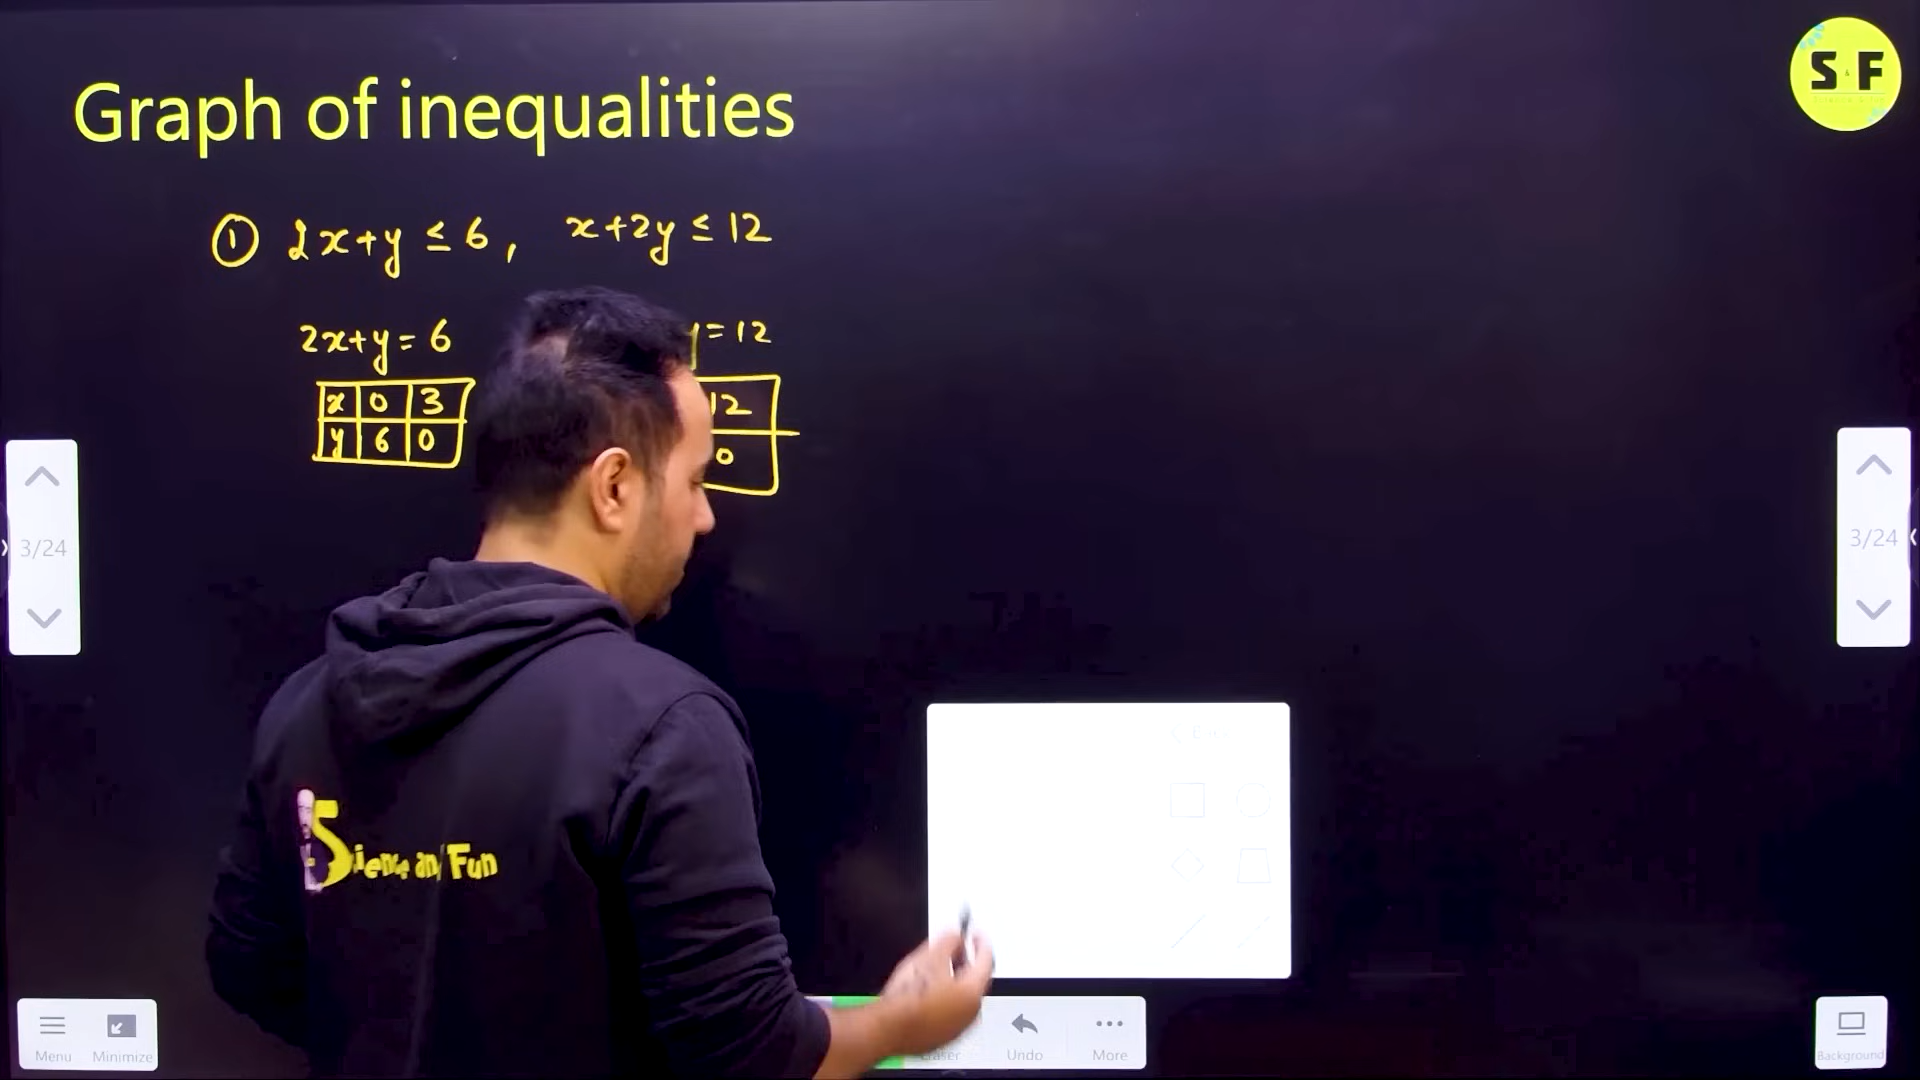 S&F
Graph of inequalities
① 2x+y ≤ 6, x+2y ≤ 12
2x+y = 6
y = 12
x 0 3
y 6 0
12
0
3/24
3/24
Science and Fun
Menu Minimize
Eraser Undo More
Background